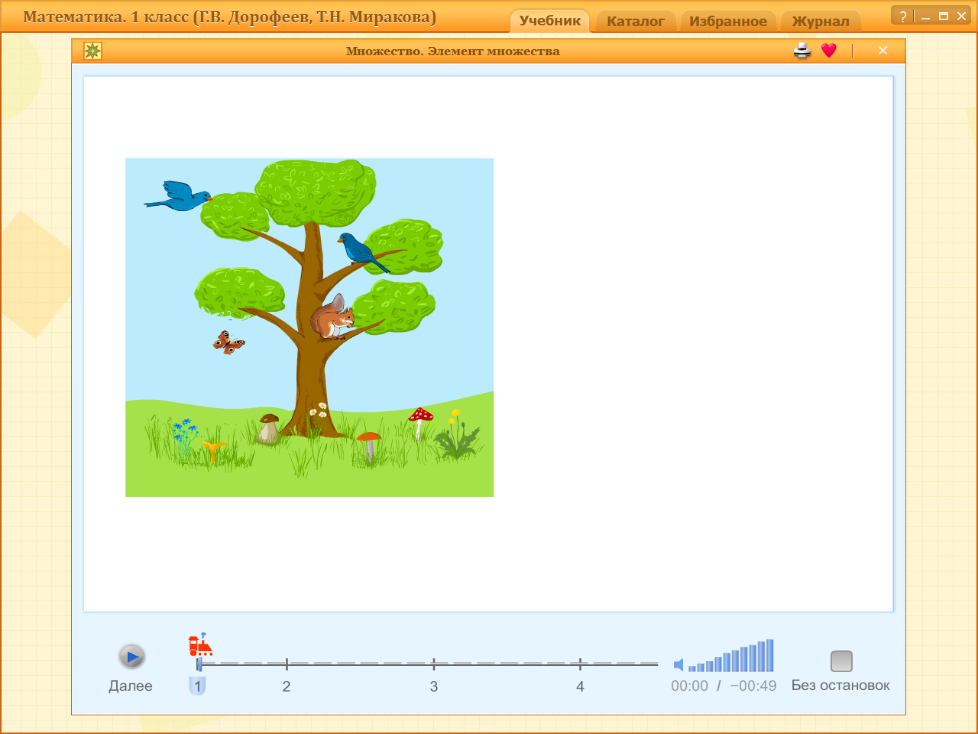 Математика. 1 класс (Г.В. Дорофеев, Т.Н. Миракова)
Учебник
Каталог
Избранное
Журнал
?
Множество. Элемент множества
Далее
1
2
3
4
00:00 / −00:49
Без остановок